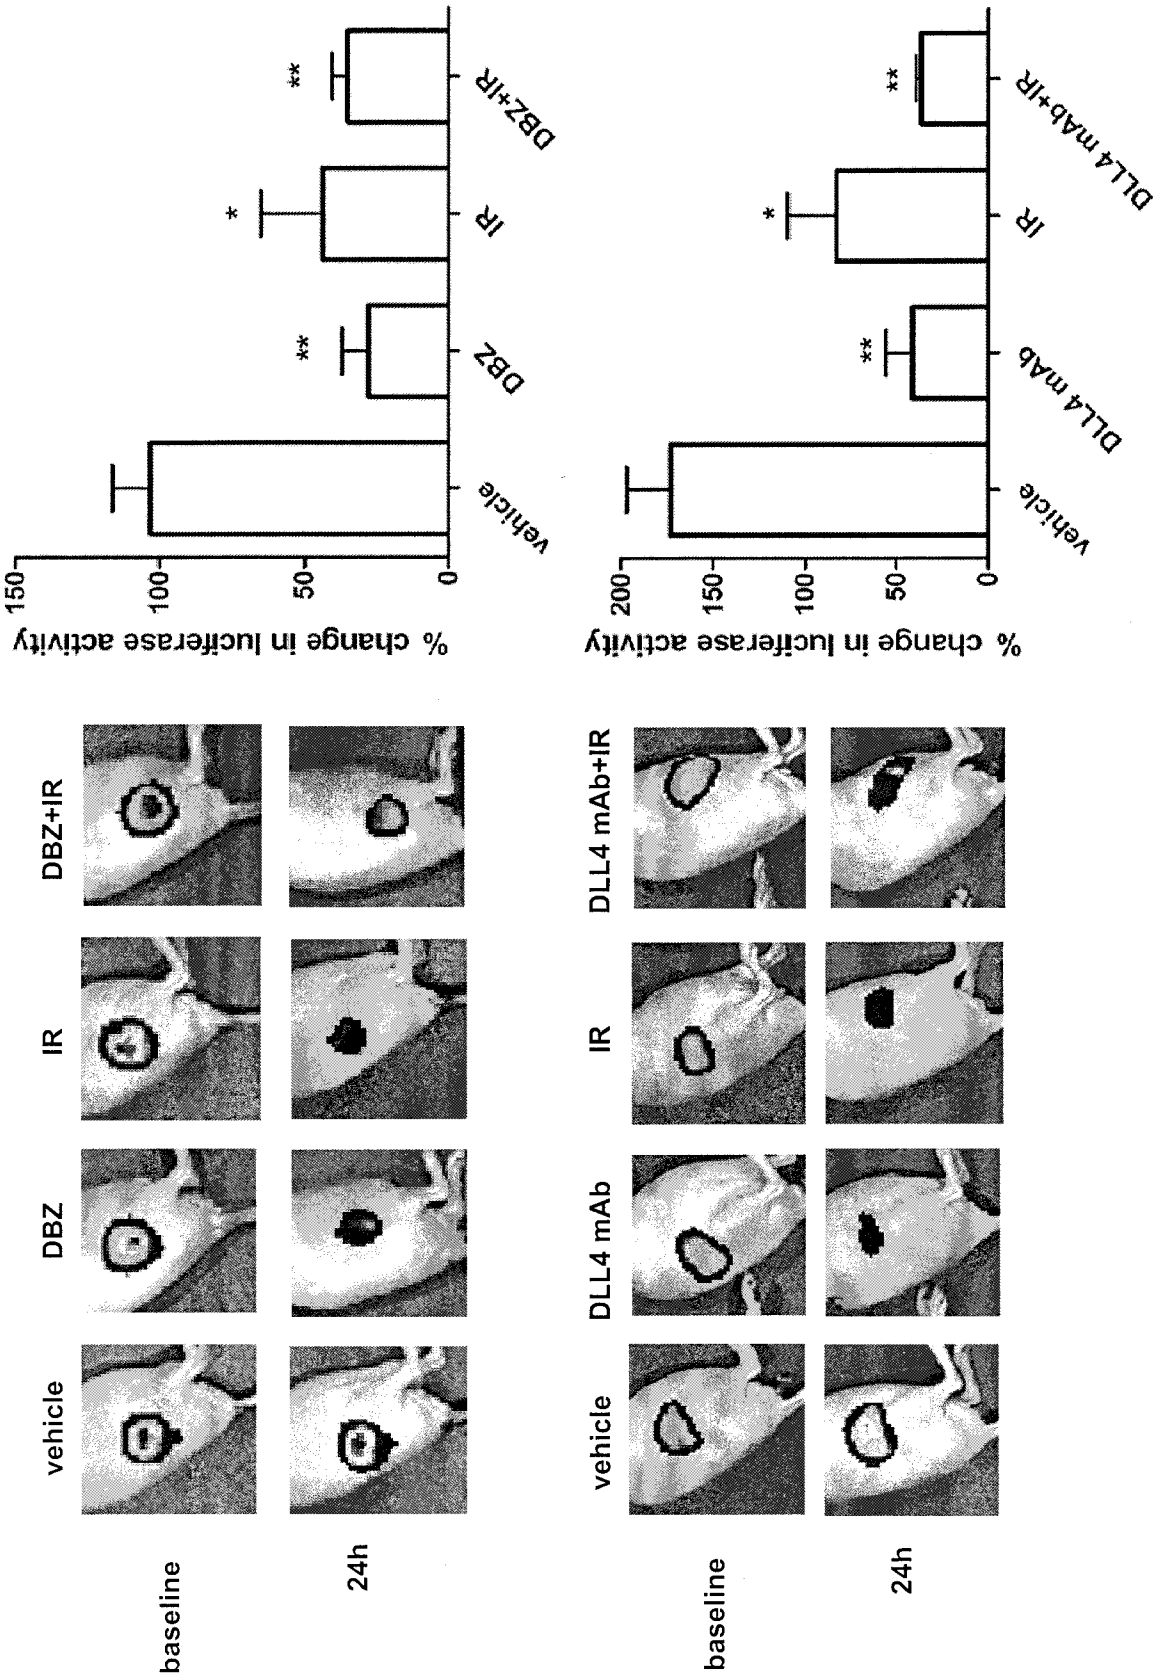 vehicle DBZ IR DBZ+IR
baseline
24h
% change in luciferase activity
150
100
50
0
**
*
**
vehicle DBZ IR DBZ+IR
vehicle DLL4 mAb IR DLL4 mAb+IR
baseline
24h
% change in luciferase activity
200
150
100
50
0
**
*
**
vehicle DLL4 mAb IR DLL4 mAb+IR